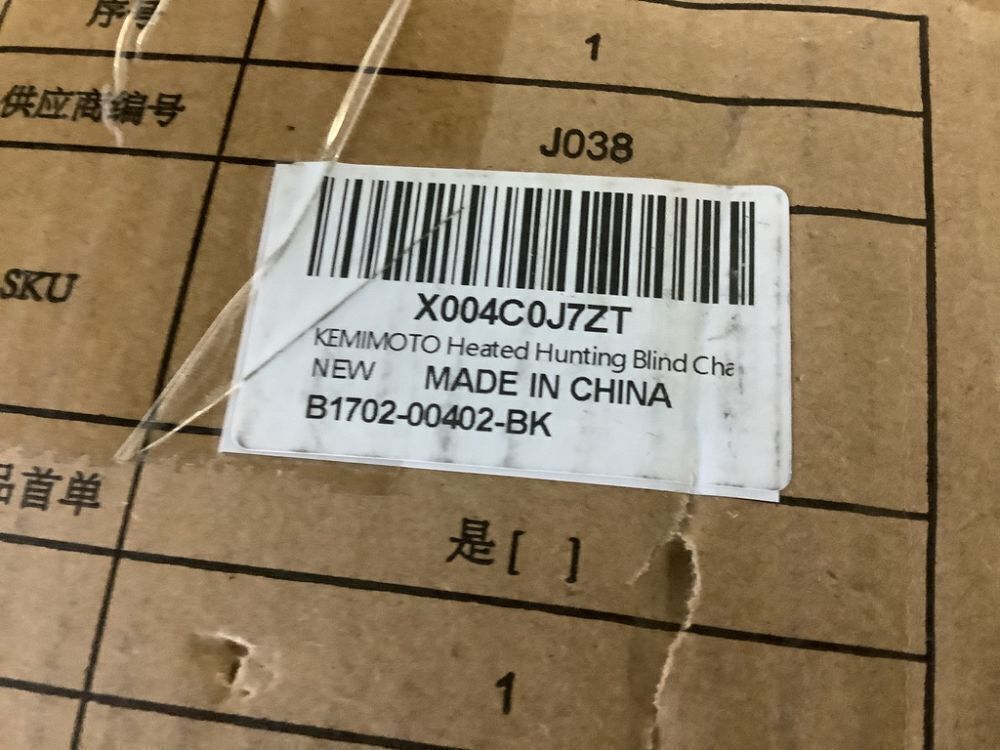 序号
1
供应商编号
J038
SKU
X004C0J7ZT
KEMIMOTO Heated Hunting Blind Cha
NEW MADE IN CHINA
B1702-00402-BK
品首单
是[ ]
1